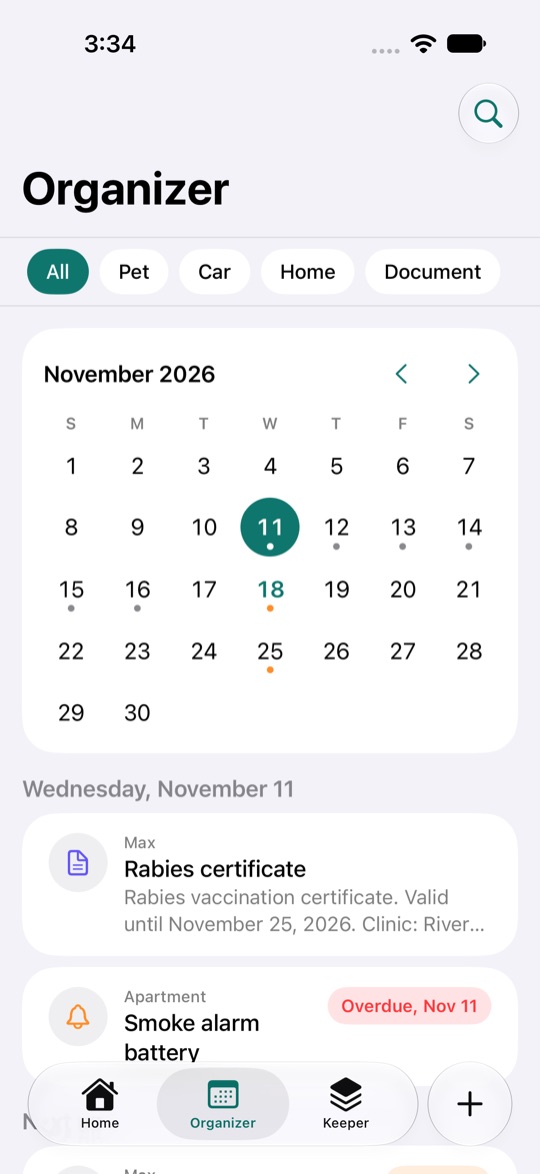 3:34
Organizer
All Pet Car Home Document
November 2026
S M T W T F S
1 2 3 4 5 6 7
8 9 10 11 12 13 14
15 16 17 18 19 20 21
22 23 24 25 26 27 28
29 30
Wednesday, November 11
Max
Rabies certificate
Rabies vaccination certificate. Valid
until November 25, 2026. Clinic: River...
Apartment
Overdue, Nov 11
Smoke alarm
battery
Home Organizer Keeper